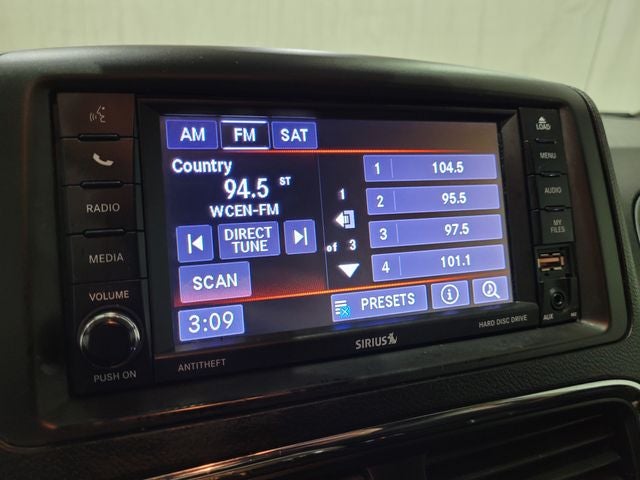 AM FM SAT
Country
94.5 ST
WCEN-FM
DIRECT
TUNE
SCAN
3:09
1
of 3
1 104.5
2 95.5
3 97.5
4 101.1
PRESETS
RADIO
MEDIA
VOLUME
PUSH ON
ANTITHEFT
SIRIUS
HARD DISC DRIVE
LOAD
MENU
AUDIO
MY
FILES
AUX